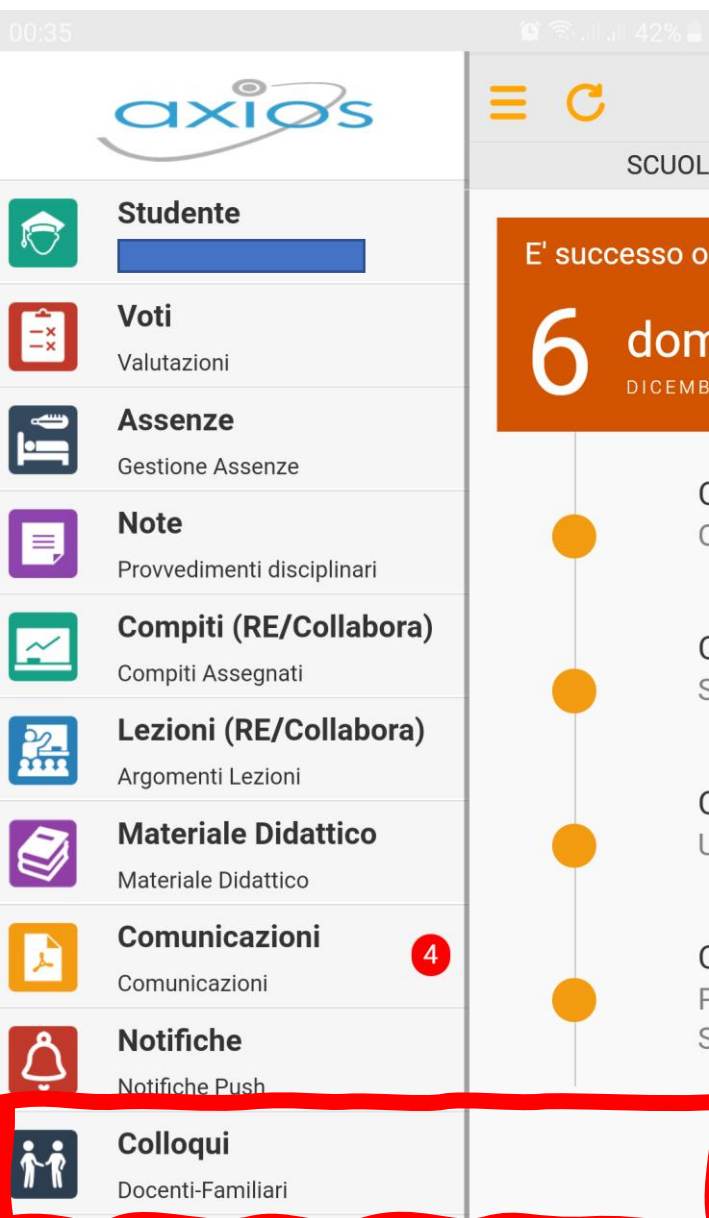 00:35
42%
axios
SCUOL
Studente
Voti
Valutazioni
Assenze
Gestione Assenze
Note
Provvedimenti disciplinari
Compiti (RE/Collabora)
Compiti Assegnati
Lezioni (RE/Collabora)
Argomenti Lezioni
Materiale Didattico
Materiale Didattico
Comunicazioni
4
Comunicazioni
Notifiche
Notifiche Push
Colloqui
Docenti-Familiari
E' successo o
6
dom
DICEMB